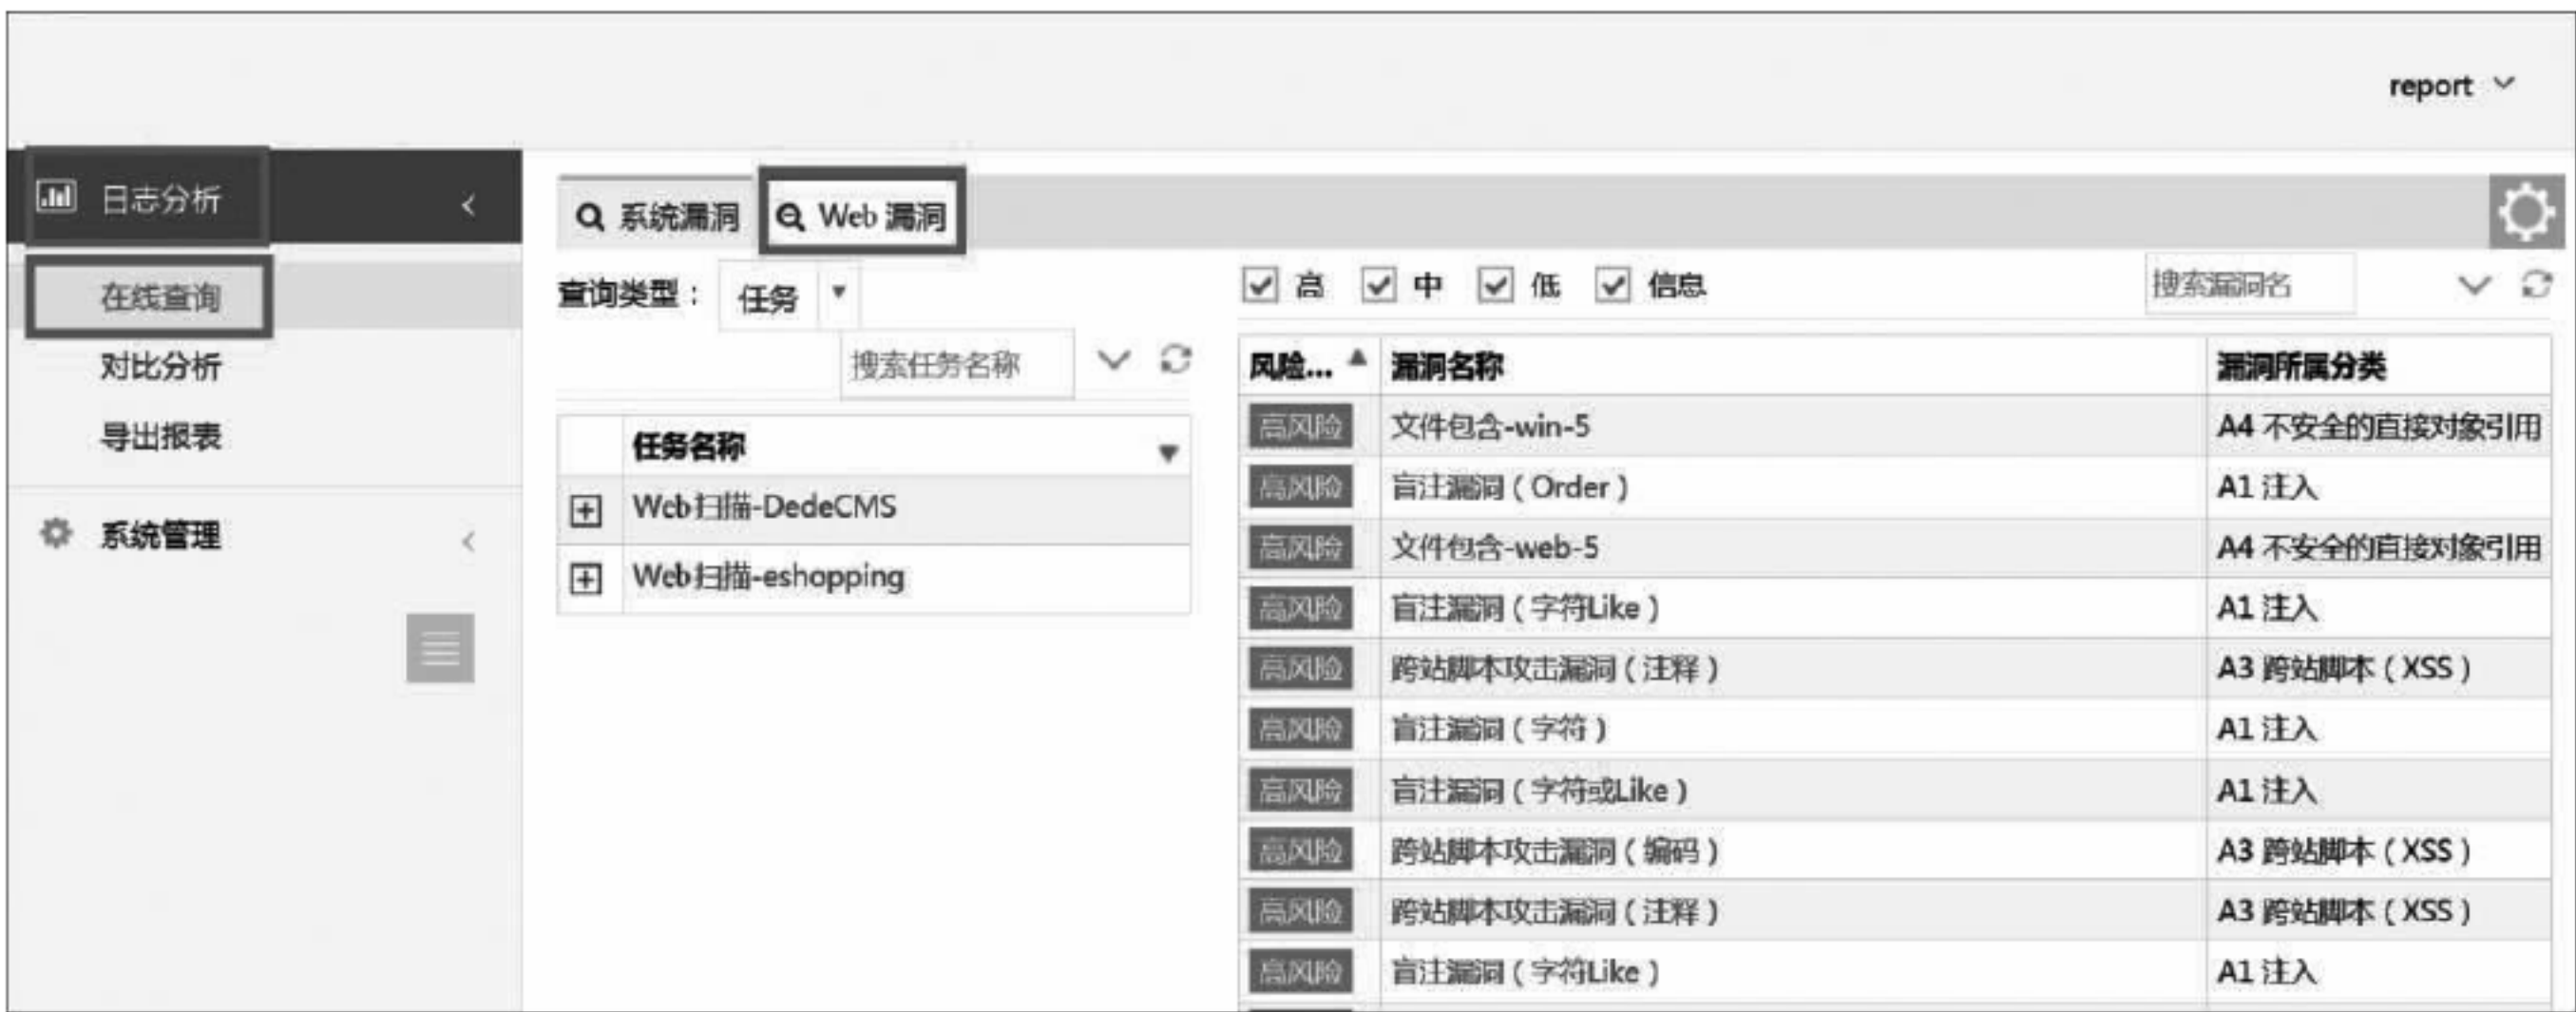 report
日志分析
在线查询
对比分析
导出报表
系统管理
系统漏洞 Web 漏洞
查询类型： 任务
搜索任务名称
任务名称
Web 扫描-DedeCMS
Web 扫描-eshopping
高 中 低 信息 搜索漏洞名
风险... 漏洞名称 漏洞所属分类
高风险 文件包含-win-5 A4 不安全的直接对象引用
高风险 盲注漏洞（Order） A1 注入
高风险 文件包含-web-5 A4 不安全的直接对象引用
高风险 盲注漏洞（字符Like） A1 注入
高风险 跨站脚本攻击漏洞（注释） A3 跨站脚本（XSS）
高风险 盲注漏洞（字符） A1 注入
高风险 盲注漏洞（字符或Like） A1 注入
高风险 跨站脚本攻击漏洞（编码） A3 跨站脚本（XSS）
高风险 跨站脚本攻击漏洞（注释） A3 跨站脚本（XSS）
高风险 盲注漏洞（字符Like） A1 注入